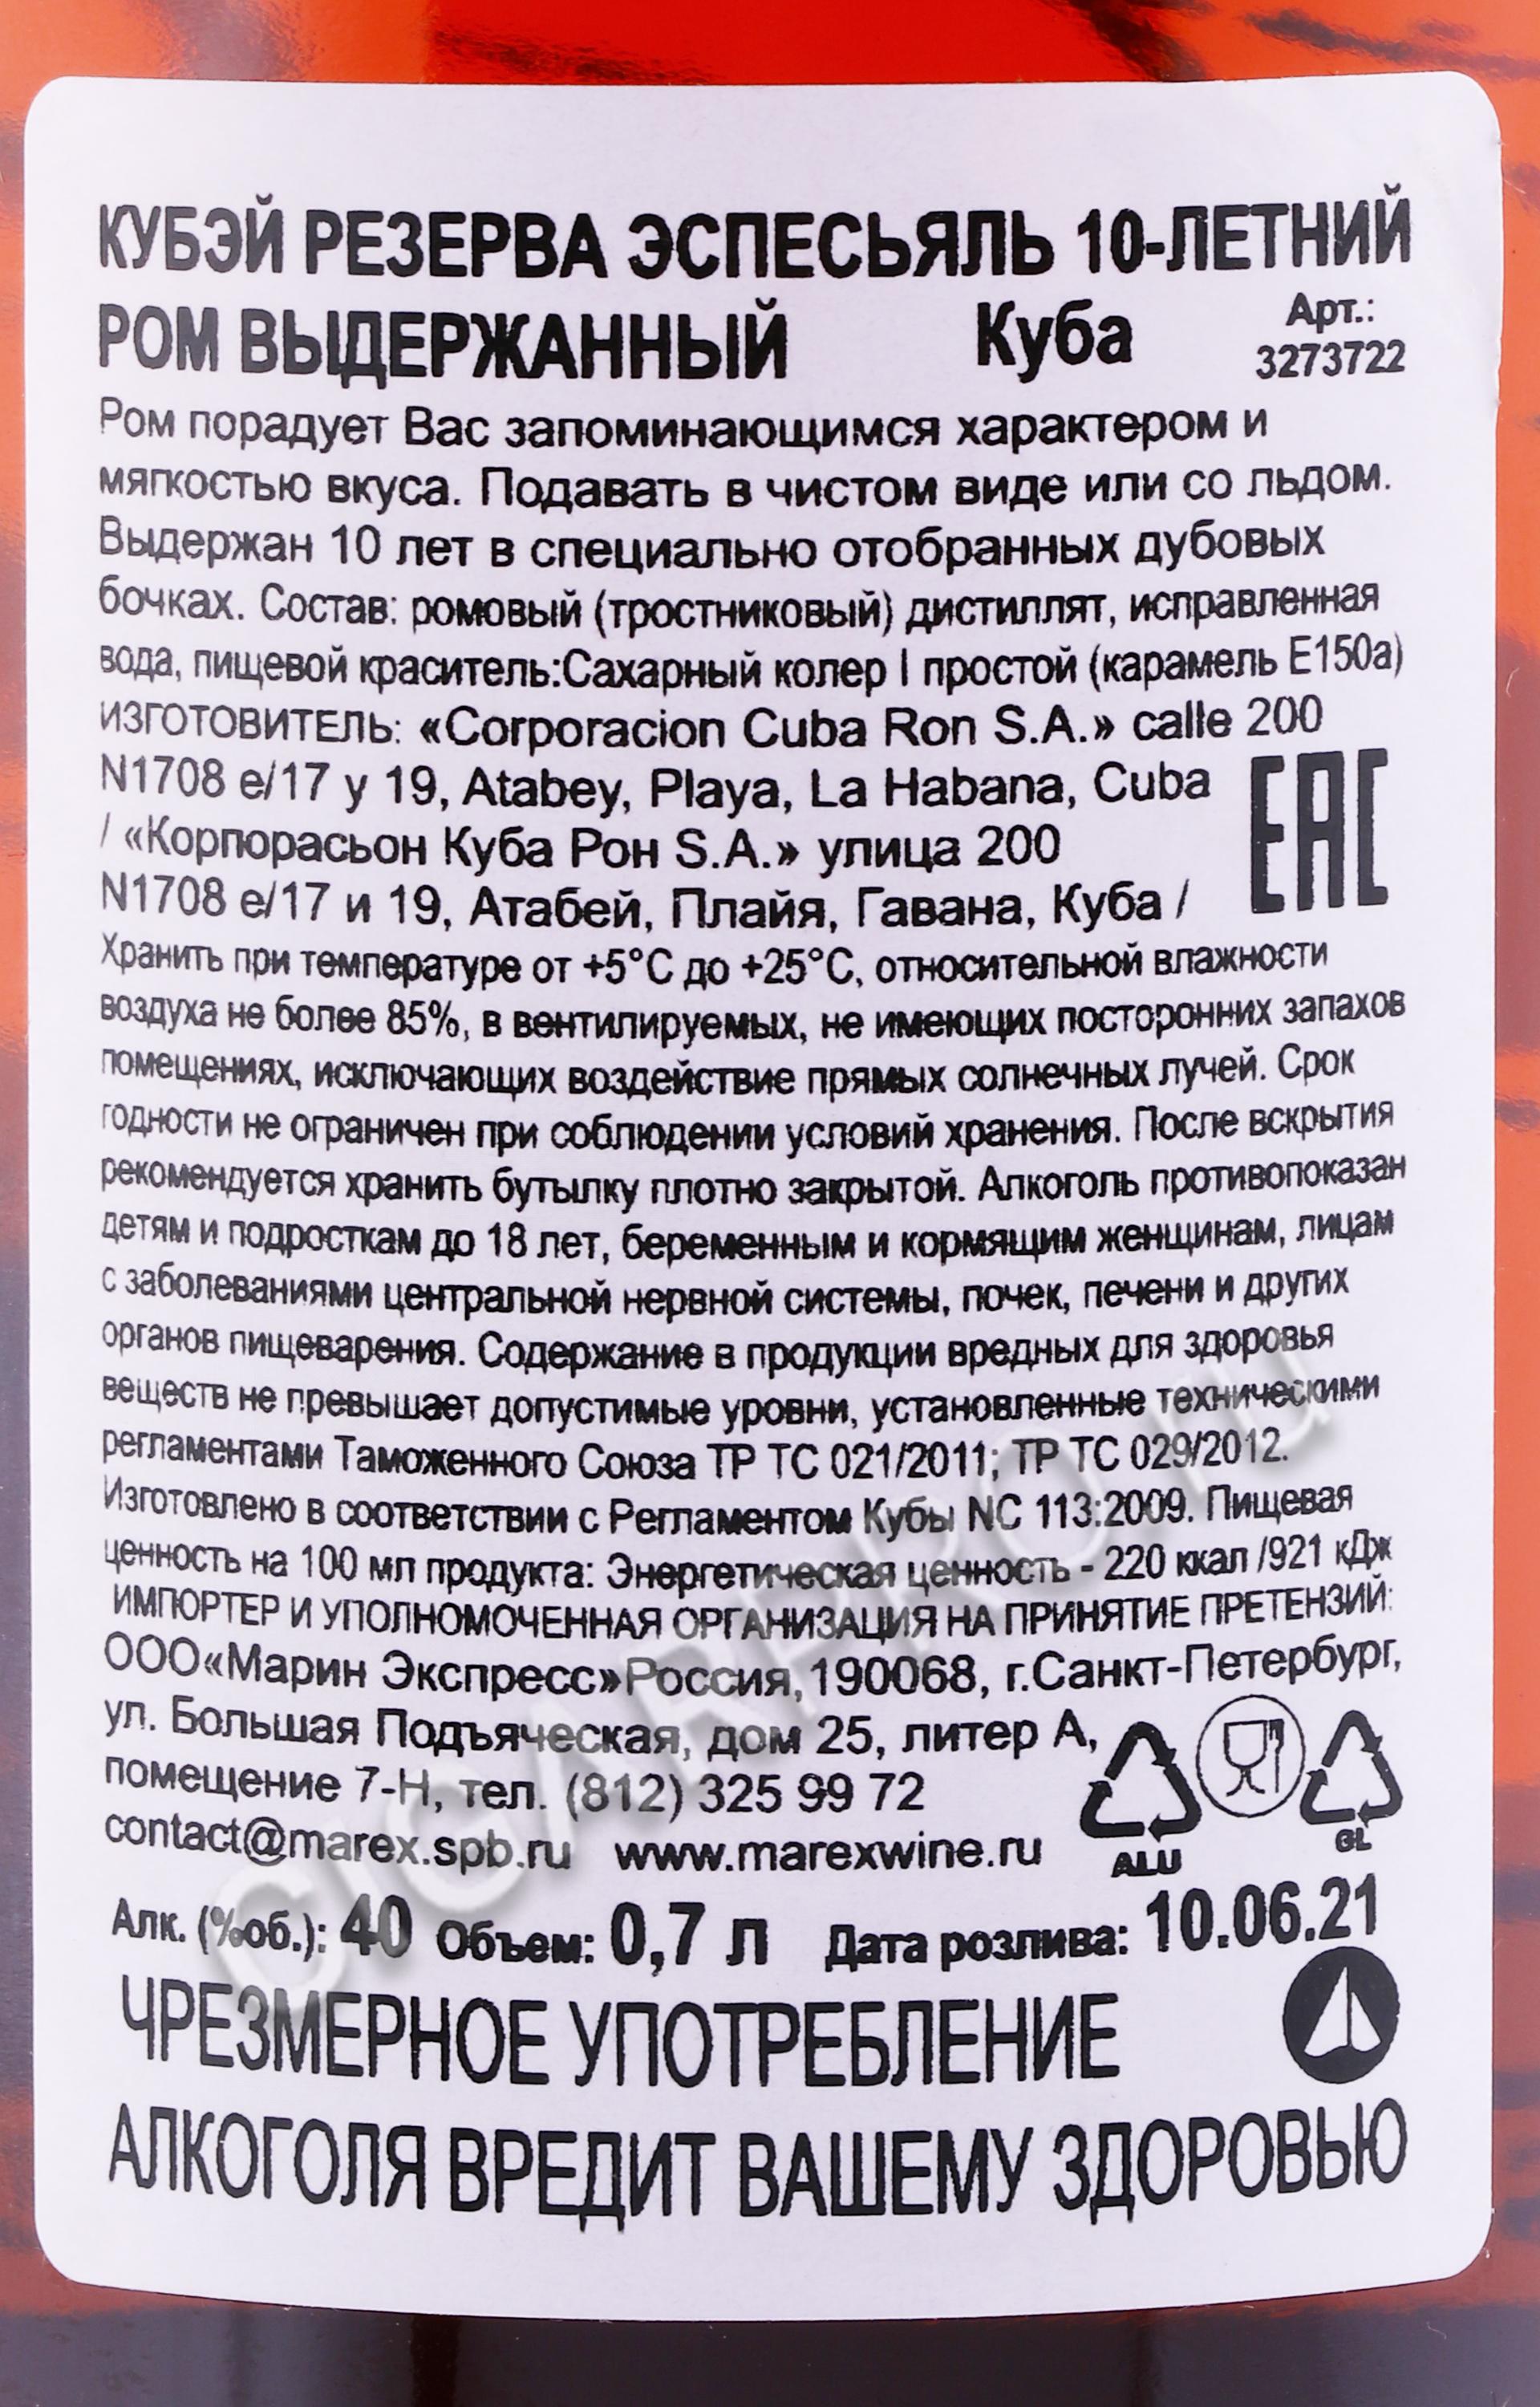 КУБЭЙ РЕЗЕРВА ЭСПЕСЬЯЛЬ 10-ЛЕТНИЙ
РОМ ВЫДЕРЖАННЫЙ Куба Арт.:
3273722
Ром порадует Вас запоминающимся характером и
мягкостью вкуса. Подавать в чистом виде или со льдом.
Выдержан 10 лет в специально отобранных дубовых
бочках. Состав: ромовый (тростниковый) дистиллят, исправленная
вода, пищевой краситель:Сахарный колер I простой (карамель Е150а)
ИЗГОТОВИТЕЛЬ: «Corporacion Cuba Ron S.A.» calle 200
N1708 e/17 y 19, Atabey, Playa, La Habana, Cuba
/ «Корпорасьон Куба Рон S.A.» улица 200
N1708 e/17 и 19, Атабей, Плайя, Гавана, Куба /
EAC
Хранить при температуре от +5°С до +25°С, относительной влажности
воздуха не более 85%, в вентилируемых, не имеющих посторонних запахов
помещениях, исключающих воздействие прямых солнечных лучей. Срок
годности не ограничен при соблюдении условий хранения. После вскрытия
рекомендуется хранить бутылку плотно закрытой. Алкоголь противопоказан
детям и подросткам до 18 лет, беременным и кормящим женщинам, лицам
с заболеваниями центральной нервной системы, почек, печени и других
органов пищеварения. Содержание в продукции вредных для здоровья
веществ не превышает допустимые уровни, установленные техническими
регламентами Таможенного Союза ТР ТС 021/2011; ТР ТС 029/2012.
Изготовлено в соответствии с Регламентом Кубы NC 113:2009. Пищевая
ценность на 100 мл продукта: Энергетическая ценность - 220 ккал /921 кДж
ИМПОРТЕР И УПОЛНОМОЧЕННАЯ ОРГАНИЗАЦИЯ НА ПРИНЯТИЕ ПРЕТЕНЗИЙ:
ООО«Марин Экспресс»Россия,190068, г.Санкт-Петербург,
ул. Большая Подъяческая, дом 25, литер А,
помещение 7-Н, тел. (812) 325 99 72
contact@marex.spb.ru www.marexwine.ru
ALU GL
Алк. (%об.): 40 Объем: 0,7 л Дата розлива: 10.06.21
ЧРЕЗМЕРНОЕ УПОТРЕБЛЕНИЕ
АЛКОГОЛЯ ВРЕДИТ ВАШЕМУ ЗДОРОВЬЮ
CIGARPRO.ru